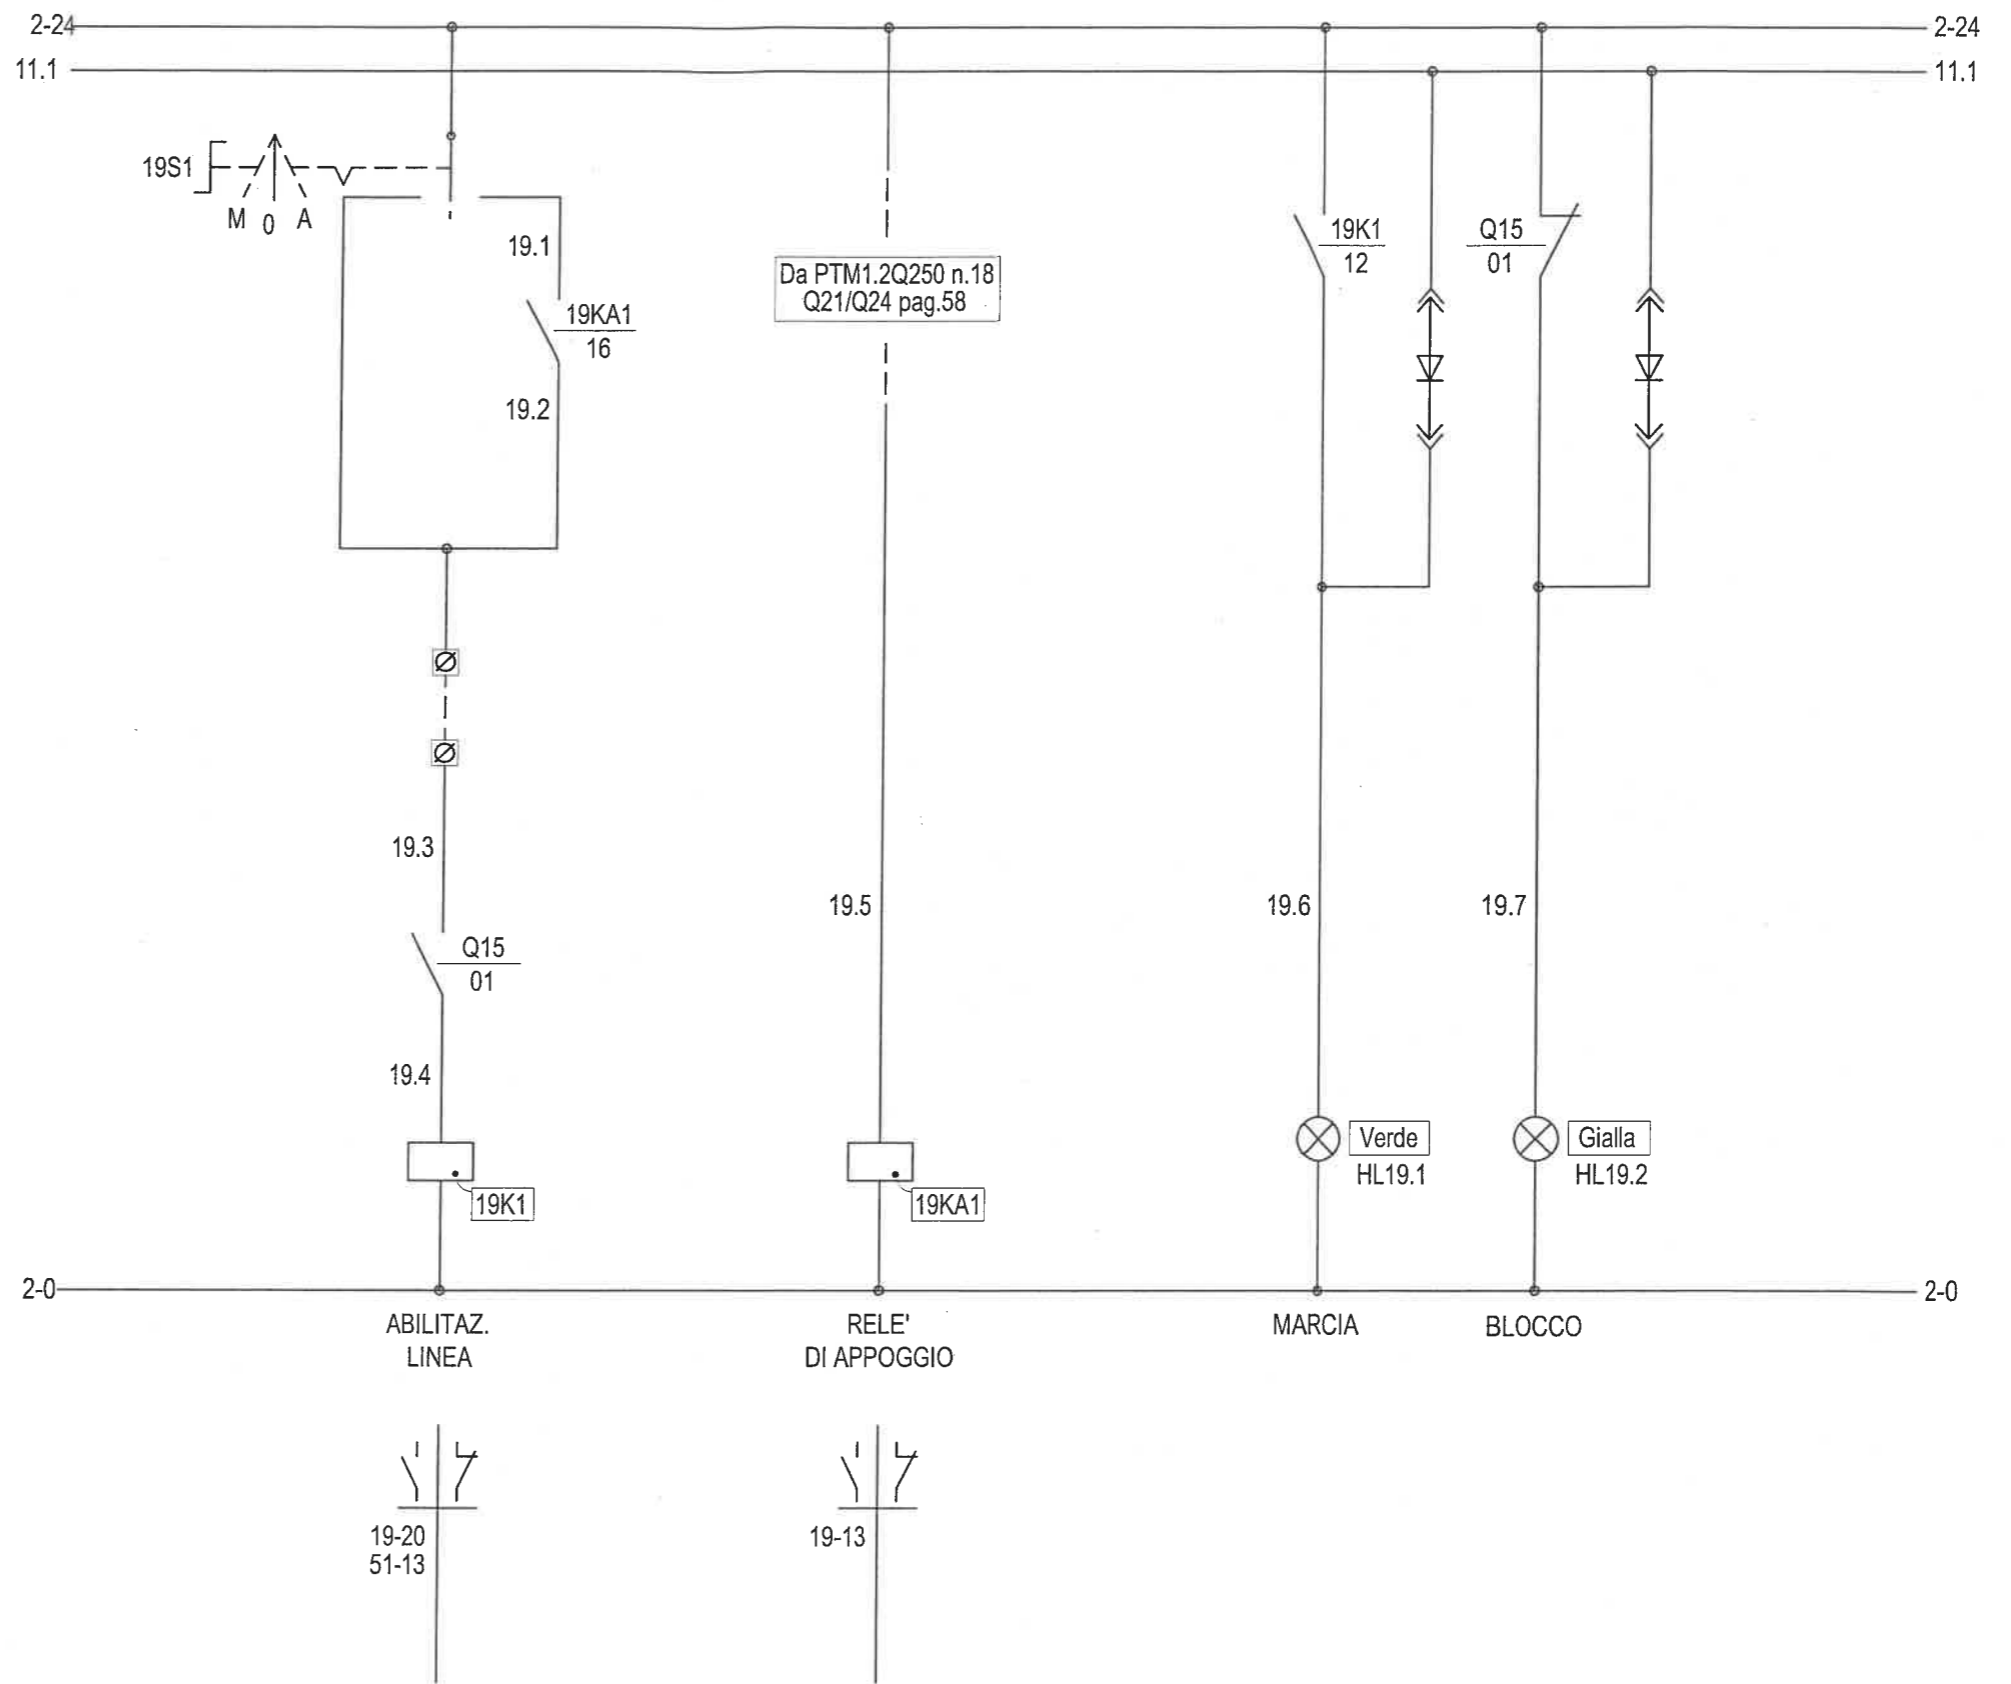 2-24 2-24
11.1 11.1
19S1
M 0 A
19.1
19KA1
16
19.2
19.3
Q15
01
19.4
19K1
Da PTM1.2Q250 n.18
Q21/Q24 pag.58
19.5
19KA1
19K1
12
19.6
Verde
HL19.1
Q15
01
19.7
Gialla
HL19.2
2-0 2-0
ABILITAZ.
LINEA
RELE'
DI APPOGGIO
MARCIA
BLOCCO
19-20
51-13
19-13